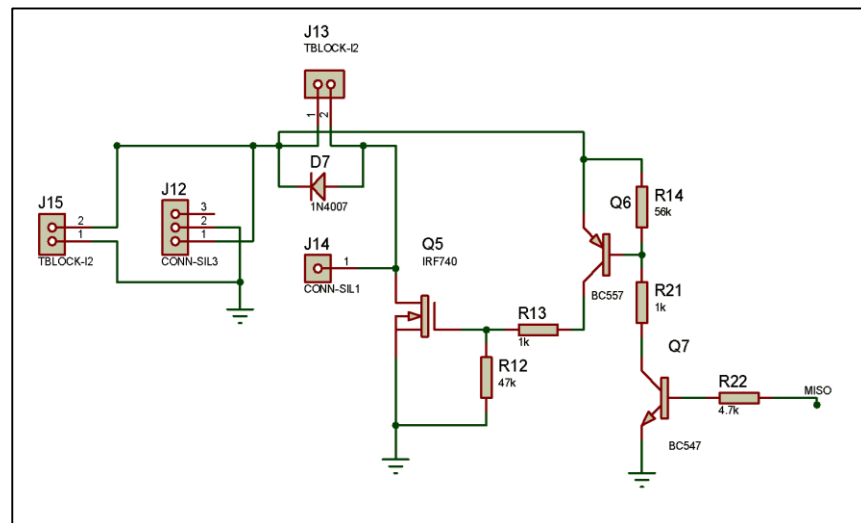 J13
TBLOCK-I2
1
2
D7
1N4007
J15
2
1
TBLOCK-I2
J12
3
2
1
CONN-SIL3
J14
1
CONN-SIL1
Q5
IRF740
R13
1k
R12
47k
Q6
BC557
R14
56k
R21
1k
Q7
BC547
R22
4.7k
MISO